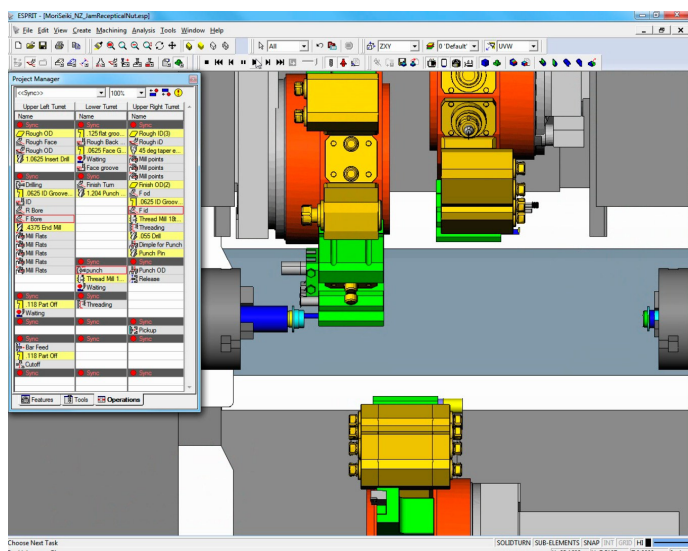 ESPRIT - [MoriSeiki_NZ_JamRecepticalNut.esp]
File Edit View Create Machining Analysis Tools Window Help
All ZXY 0 'Default' UVW
Project Manager
<<Sync>> 100%
Upper Left Turret Lower Turret Upper Right Turret
Name Name Name
Sync Sync Sync
Rough OD .125 flat groo... Rough ID(3)
Rough Face Rough Back ... Rough ID
Rough OD .0625 Face G... 45 deg taper e...
1.0625 Insert Drill Waiting Mill points
Face groove Mill points
Sync Sync Mill points
Drilling Finish Turn Finish OD(2)
.0625 ID Groove... 1.204 Punch ... F od
ID .0625 ID Groov...
R Bore F id
F Bore Thread Mill 18t...
.4375 End Mill Threading
Mill Flats .055 Drill
Mill Flats Dimple for Punch
Mill Flats Punch Pin
Mill Flats Sync Sync
Mill Flats punch Punch OD
Thread Mill 1... Release
Waiting
Sync Sync
.118 Part Off Threading
Waiting
Sync Sync Sync
Pickup
Sync Sync Sync
Bar Feed
.118 Part Off
Cutoff
Sync Sync Sync
Features Tools Operations
Choose Next Task SOLIDTURN SUB-ELEMENTS SNAP INT GRID HI